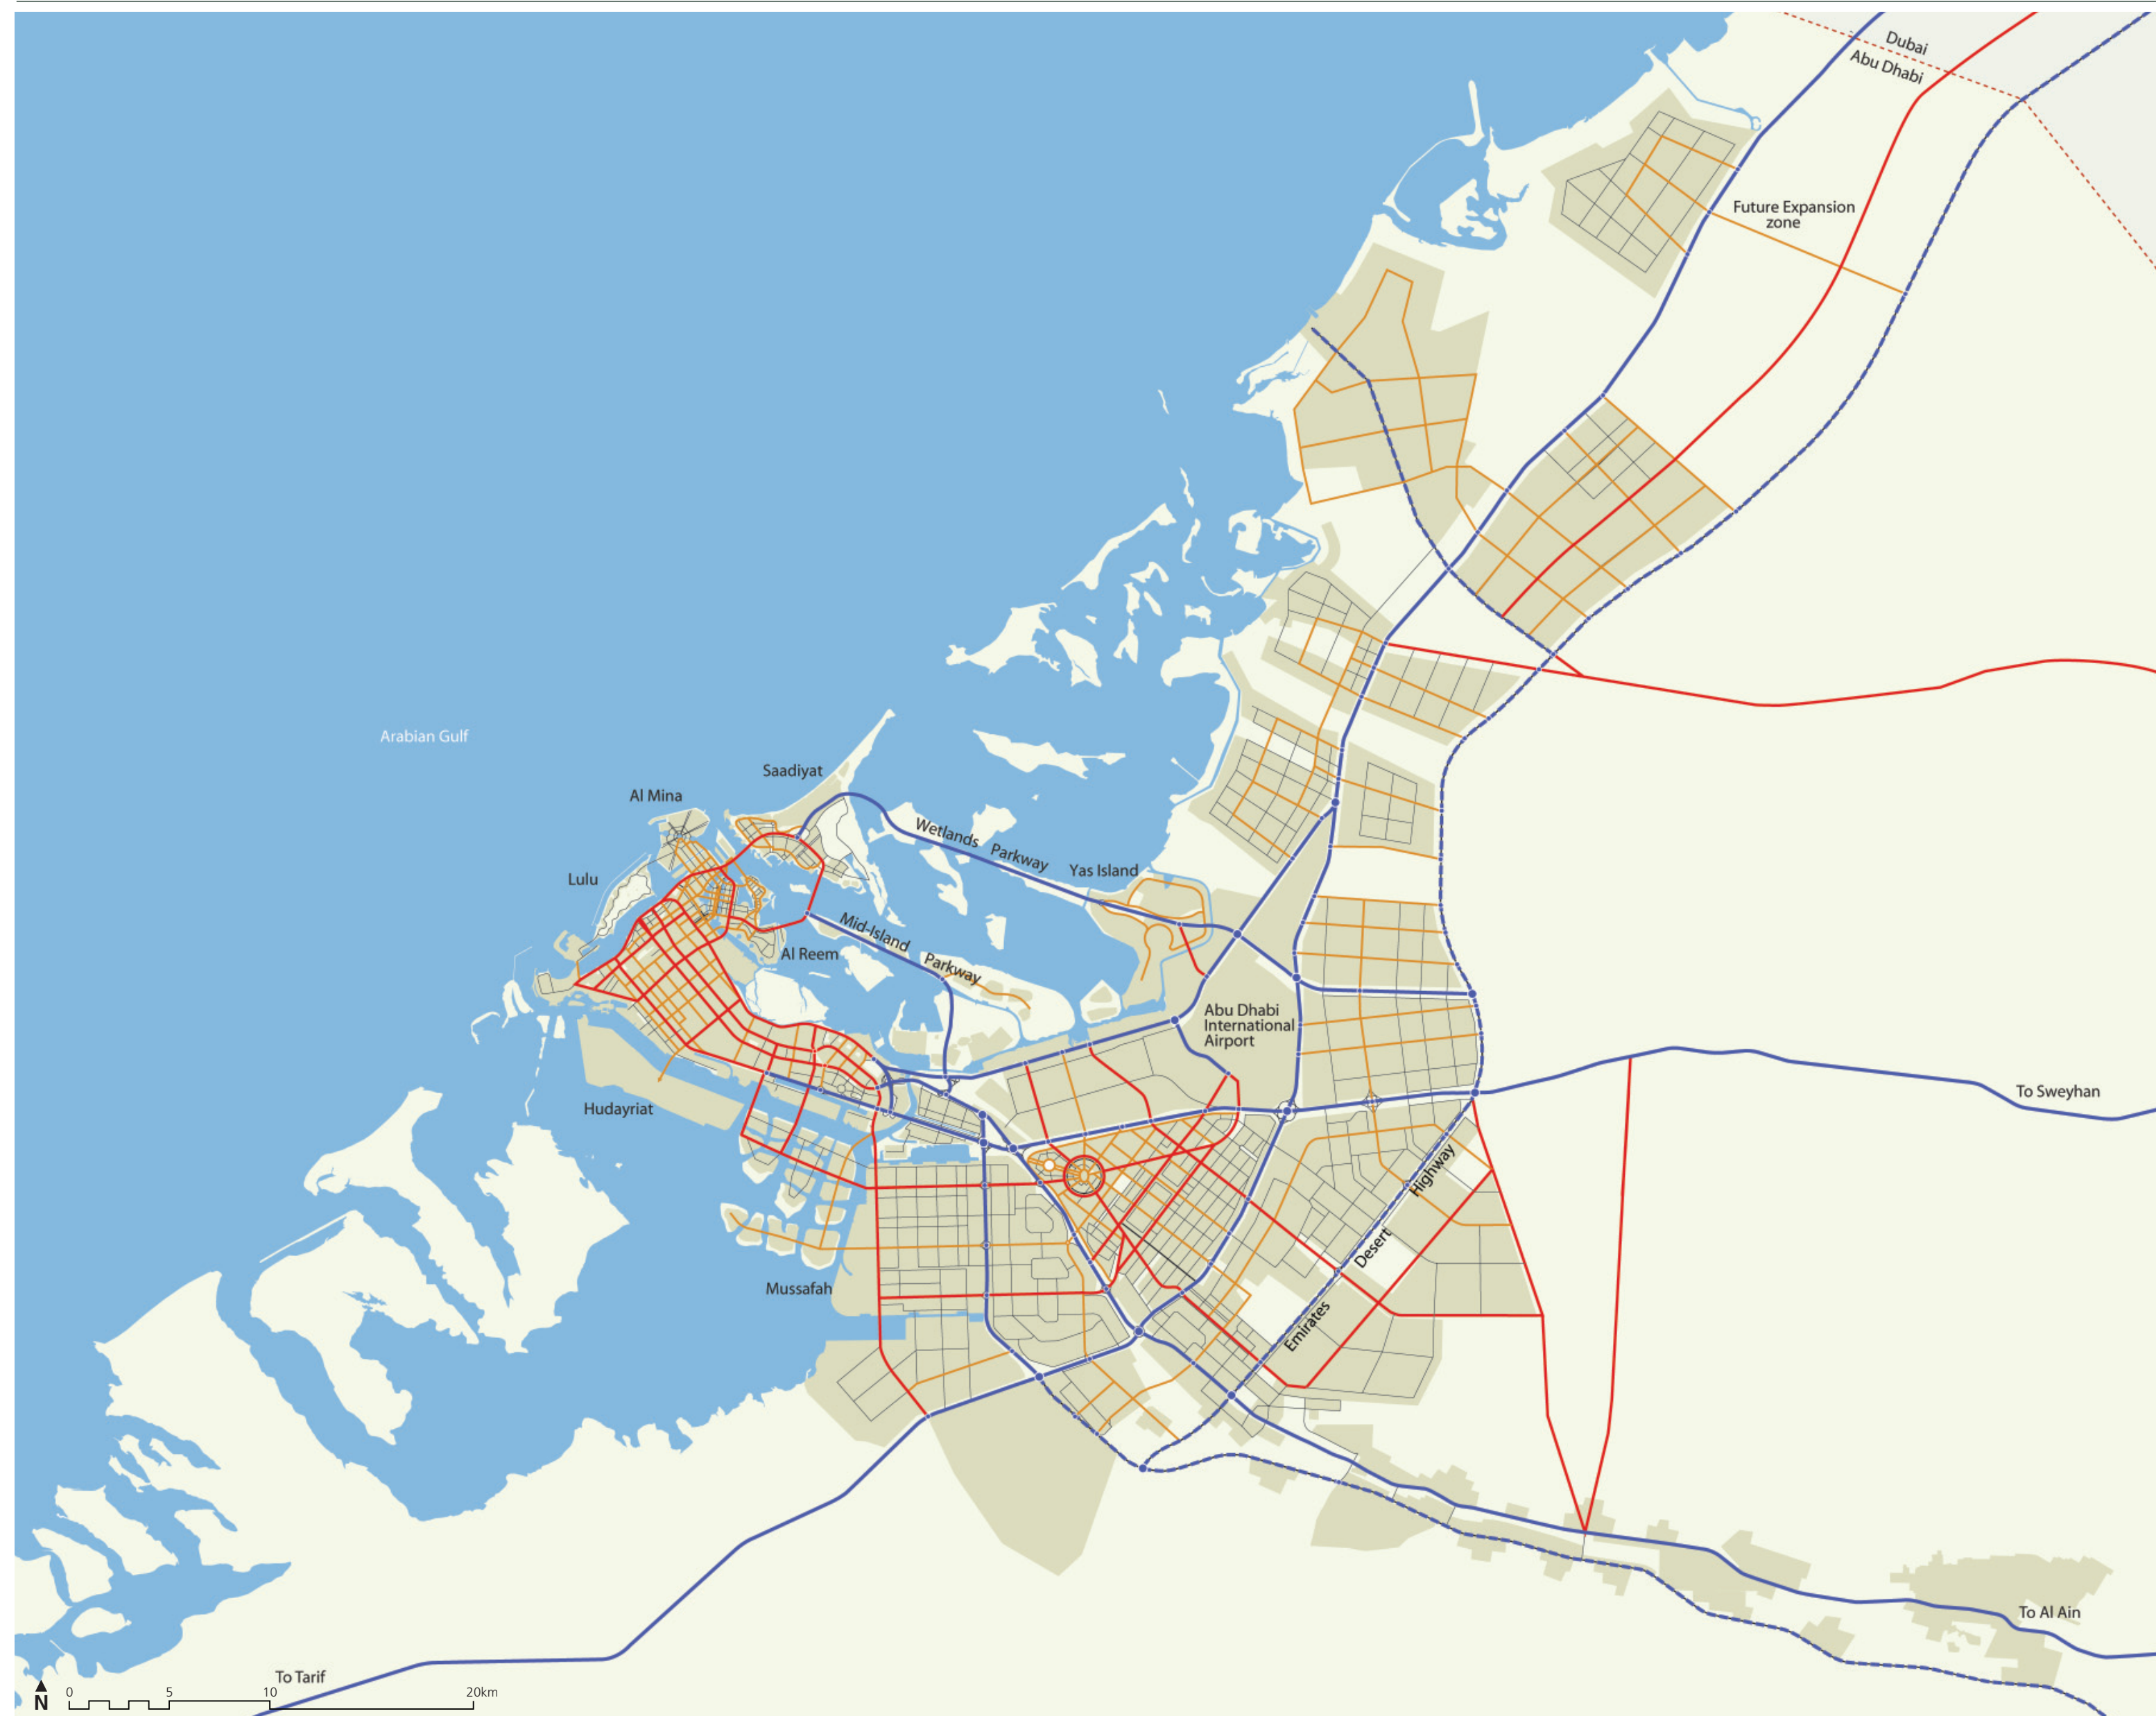 Dubai
Abu Dhabi
Future Expansion
zone
Arabian Gulf
Saadiyat
Al Mina
Wetlands Parkway
Yas Island
Lulu
Mid-Island
Parkway
Al Reem
Abu Dhabi
International
Airport
To Sweyhan
Hudayriat
Emirates Desert Highway
Mussafah
To Al Ain
To Tarif
N
0 5 10 20km